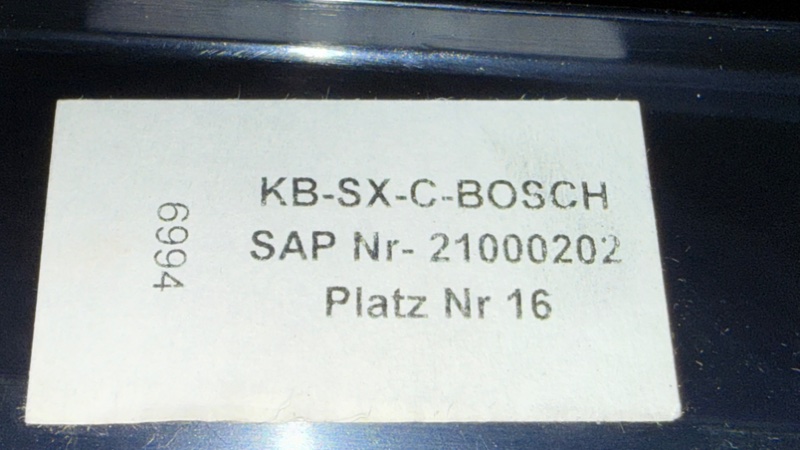 KB-SX-C-BOSCH
SAP Nr- 21000202
Platz Nr 16
6994